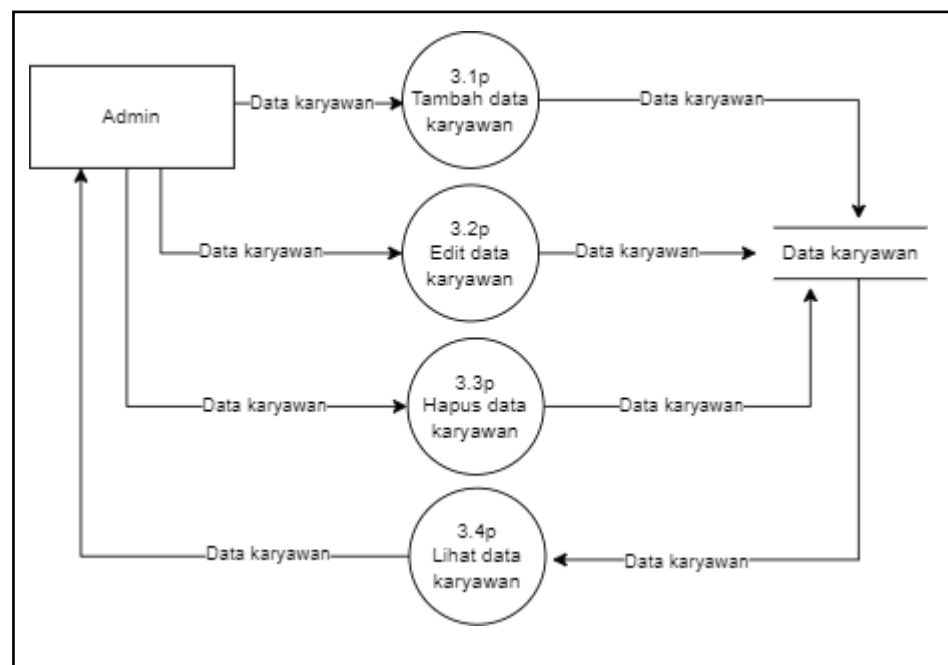 Admin
Data karyawan
3.1p
Tambah data
karyawan
Data karyawan
Data karyawan
3.2p
Edit data
karyawan
Data karyawan
Data karyawan
Data karyawan
3.3p
Hapus data
karyawan
Data karyawan
Data karyawan
3.4p
Lihat data
karyawan
Data karyawan